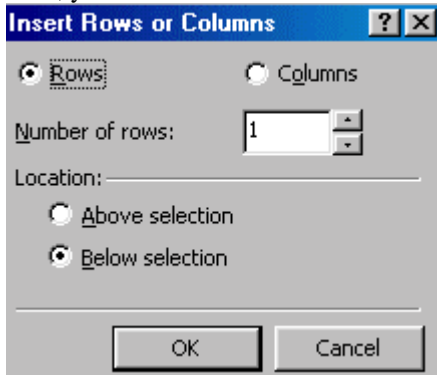 Insert Rows or Columns ? ×
Rows Columns
Number of rows: 1
Location:
Above selection
Below selection
OK Cancel